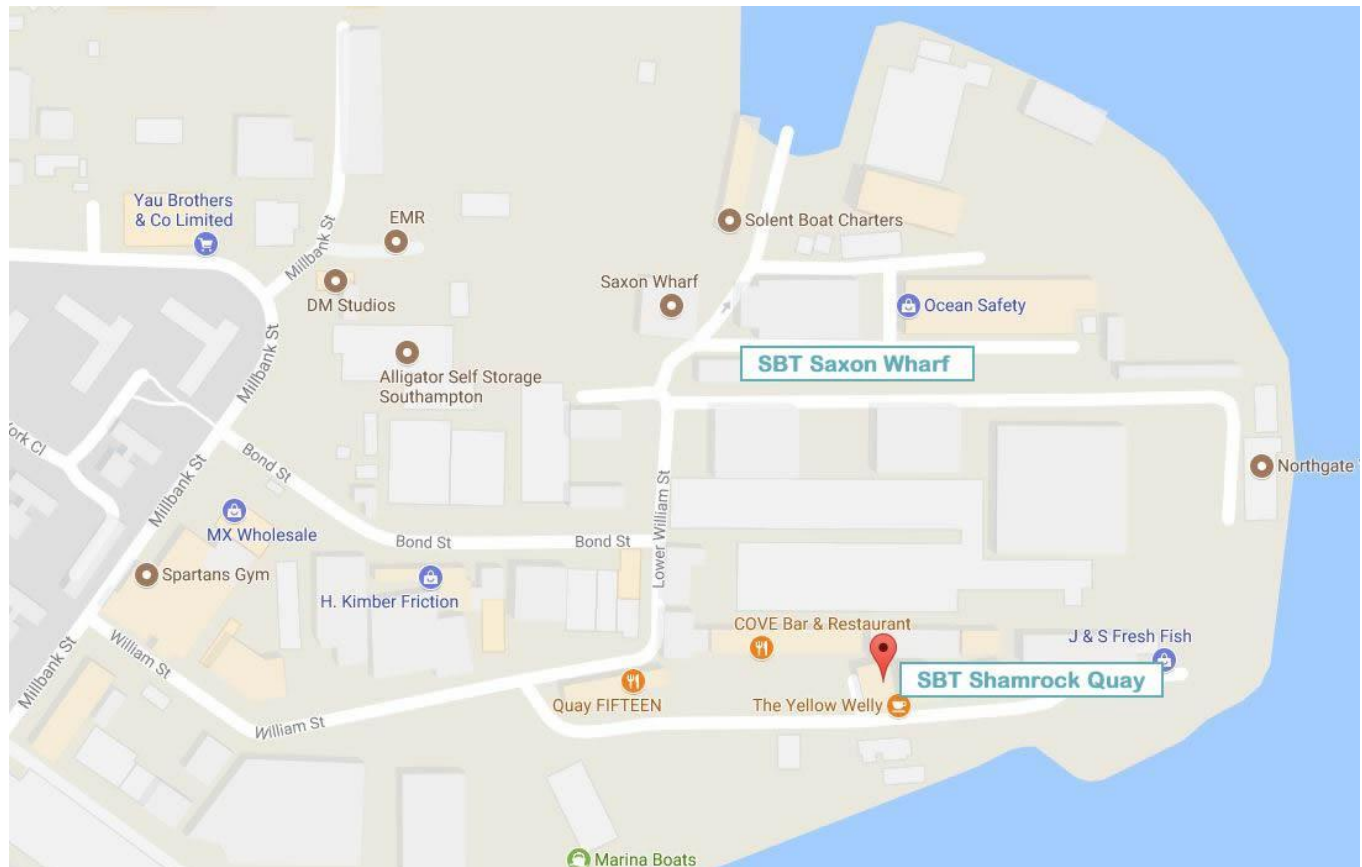 Yau Brothers
& Co Limited
EMR
Millbank St
DM Studios
Solent Boat Charters
Saxon Wharf
Ocean Safety
Millbank St
Alligator Self Storage
Southampton
SBT Saxon Wharf
York Cl
Bond St
Millbank St
Northgate
MX Wholesale
Bond St
Bond St
Lower William St
Spartans Gym
H. Kimber Friction
COVE Bar & Restaurant
J & S Fresh Fish
William St
Millbank St
SBT Shamrock Quay
Quay FIFTEEN
The Yellow Welly
William St
Marina Boats